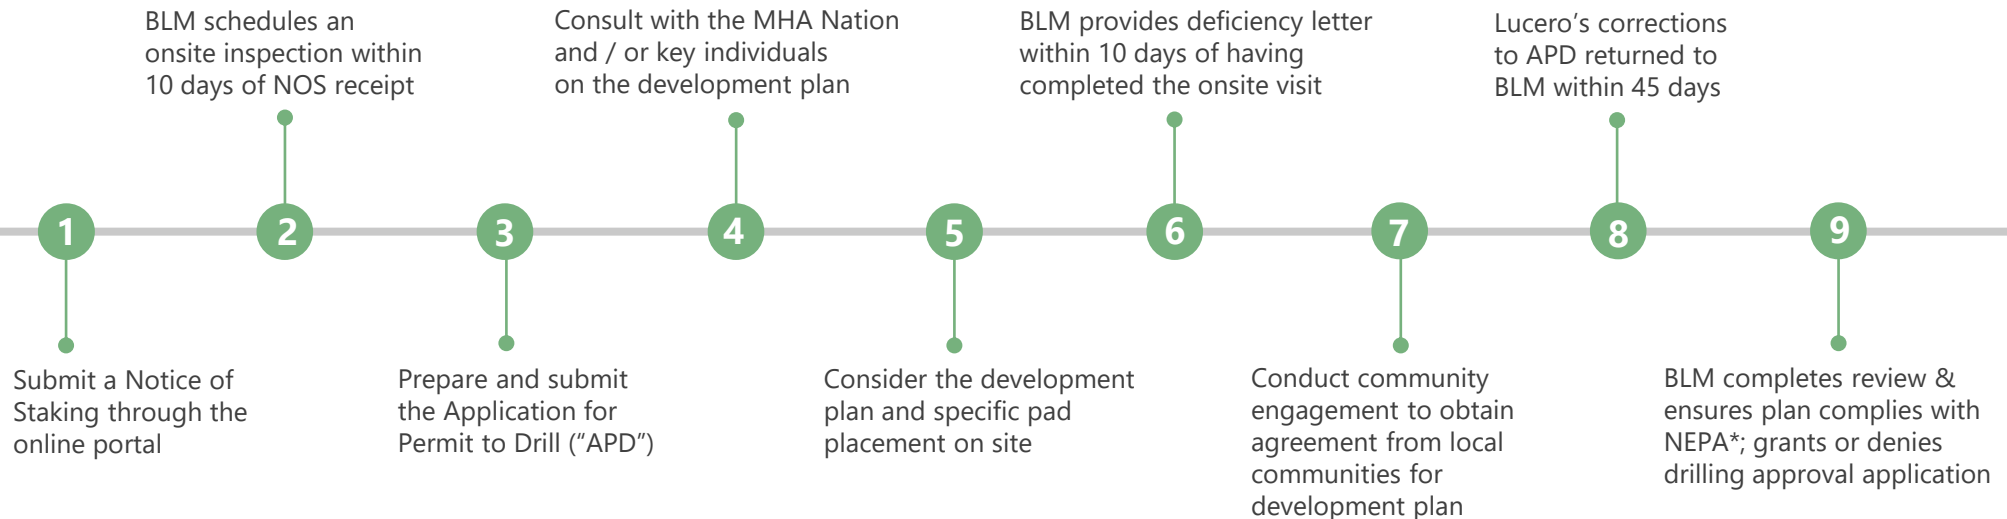 BLM schedules an
onsite inspection within
10 days of NOS receipt
Consult with the MHA Nation
and / or key individuals
on the development plan
BLM provides deficiency letter
within 10 days of having
completed the onsite visit
Lucero’s corrections
to APD returned to
BLM within 45 days
1
2
3
4
5
6
7
8
9
Submit a Notice of
Staking through the
online portal
Prepare and submit
the Application for
Permit to Drill (“APD”)
Consider the development
plan and specific pad
placement on site
Conduct community
engagement to obtain
agreement from local
communities for
development plan
BLM completes review &
ensures plan complies with
NEPA*; grants or denies
drilling approval application